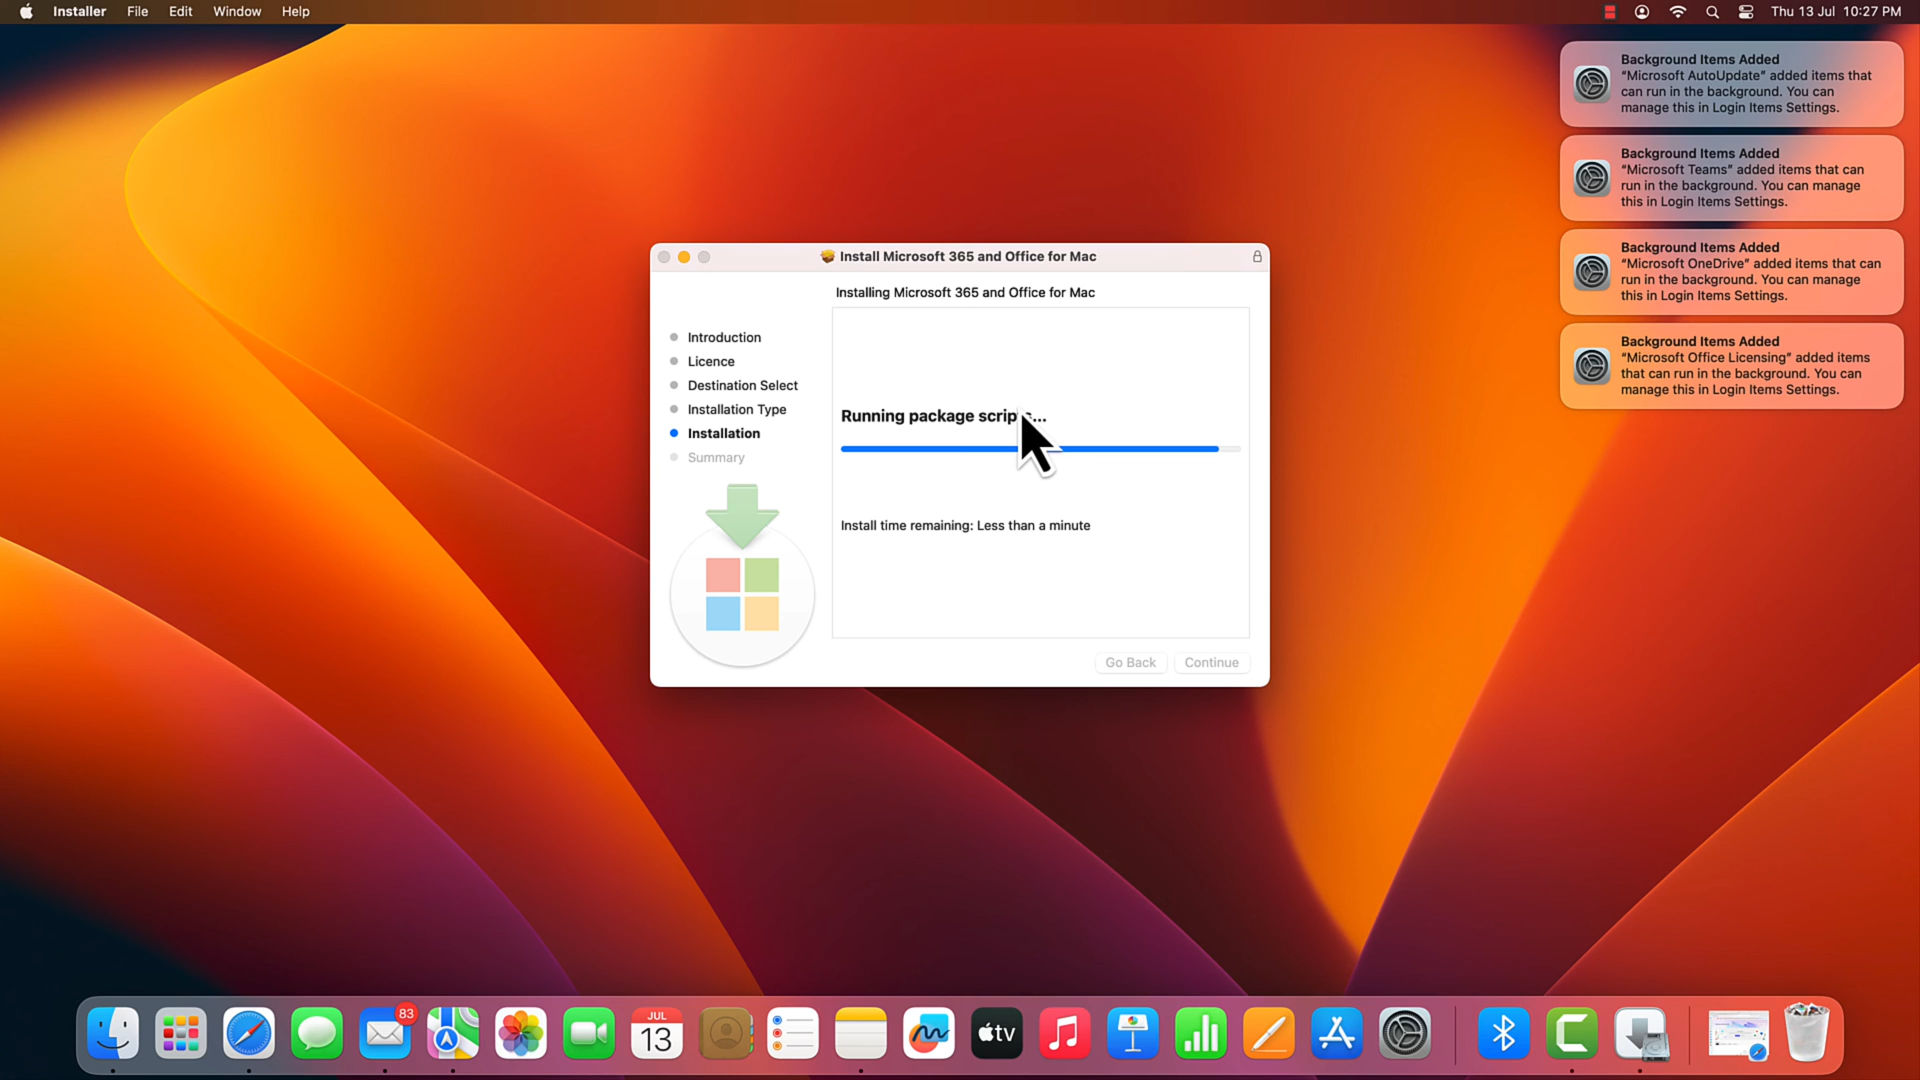 Installer File Edit Window Help Thu 13 Jul 10:27 PM
Background Items Added
“Microsoft AutoUpdate” added items that
can run in the background. You can
manage this in Login Items Settings.
Background Items Added
“Microsoft Teams” added items that can
run in the background. You can manage
this in Login Items Settings.
Background Items Added
“Microsoft OneDrive” added items that can
run in the background. You can manage
this in Login Items Settings.
Background Items Added
“Microsoft Office Licensing” added items
that can run in the background. You can
manage this in Login Items Settings.
Install Microsoft 365 and Office for Mac
Installing Microsoft 365 and Office for Mac
Introduction
Licence
Destination Select
Installation Type
Installation
Summary
Running package
Install time remaining: Less than a minute
Go Back Continue
83
JUL
13
tv